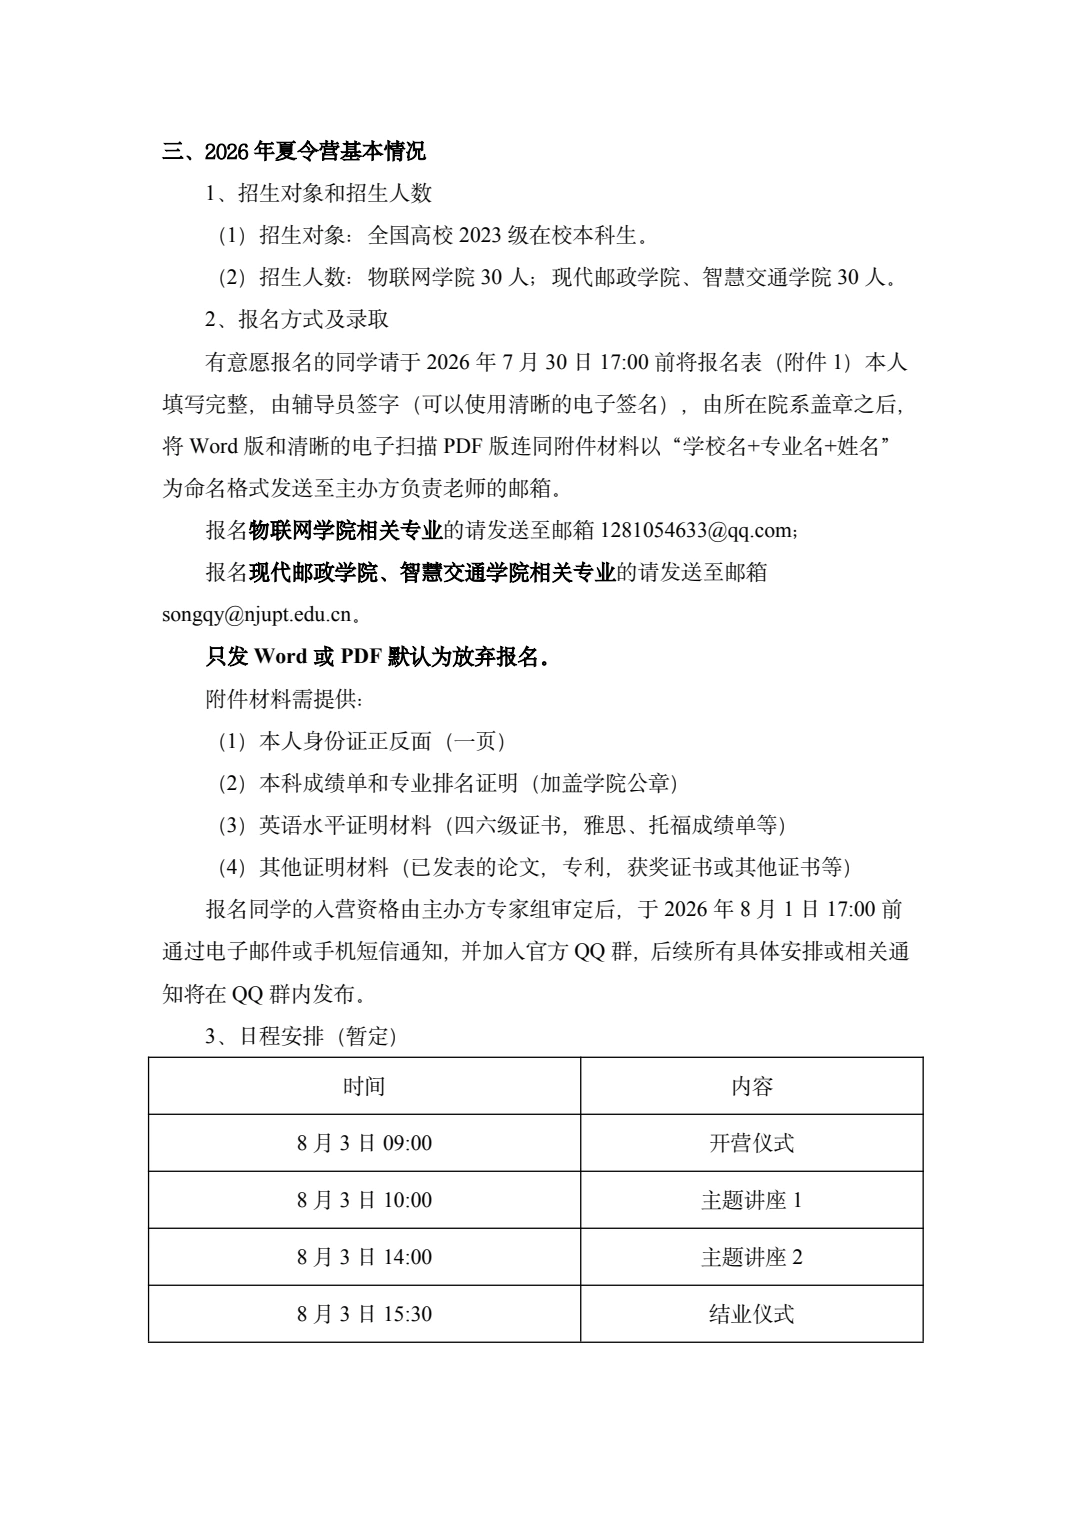 三、2026 年夏令营基本情况
1、招生对象和招生人数
（1）招生对象：全国高校 2023 级在校本科生。
（2）招生人数：物联网学院 30 人；现代邮政学院、智慧交通学院 30 人。
2、报名方式及录取
有意愿报名的同学请于 2026 年 7 月 30 日 17:00 前将报名表（附件 1）本人
填写完整，由辅导员签字（可以使用清晰的电子签名），由所在院系盖章之后，
将 Word 版和清晰的电子扫描 PDF 版连同附件材料以“学校名+专业名+姓名”
为命名格式发送至主办方负责老师的邮箱。
报名物联网学院相关专业的请发送至邮箱 1281054633@qq.com；
报名现代邮政学院、智慧交通学院相关专业的请发送至邮箱
songqy@njupt.edu.cn。
只发 Word 或 PDF 默认为放弃报名。
附件材料需提供：
（1）本人身份证正反面（一页）
（2）本科成绩单和专业排名证明（加盖学院公章）
（3）英语水平证明材料（四六级证书，雅思、托福成绩单等）
（4）其他证明材料（已发表的论文，专利，获奖证书或其他证书等）
报名同学的入营资格由主办方专家组审定后，于 2026 年 8 月 1 日 17:00 前
通过电子邮件或手机短信通知，并加入官方 QQ 群，后续所有具体安排或相关通
知将在 QQ 群内发布。
3、日程安排（暂定）
时间 内容
8 月 3 日 09:00 开营仪式
8 月 3 日 10:00 主题讲座 1
8 月 3 日 14:00 主题讲座 2
8 月 3 日 15:30 结业仪式